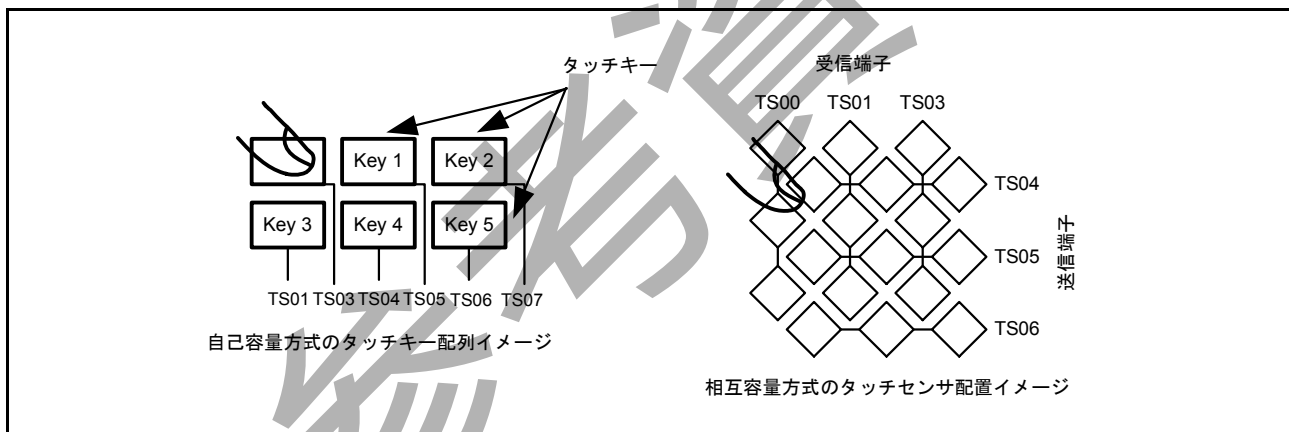 タッチキー
Key 1
Key 2
Key 3
Key 4
Key 5
TS01 TS03 TS04 TS05 TS06 TS07
自己容量方式のタッチキー配列イメージ
受信端子
TS00 TS01 TS03
TS04
TS05
TS06
送信端子
相互容量方式のタッチセンサ配置イメージ
参考資